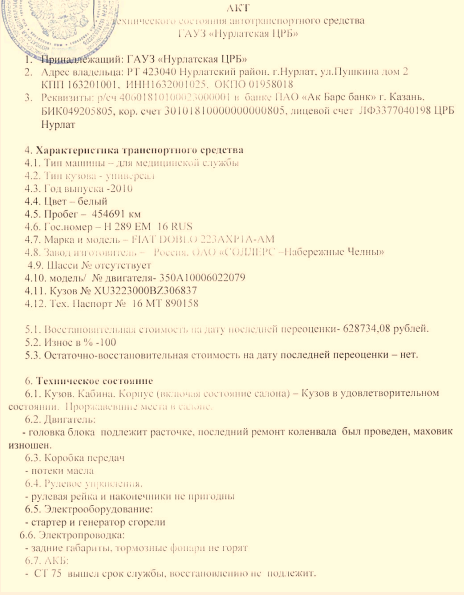 АКТ
технического состояния автотранспортного средства
ГАУЗ «Нурлатская ЦРБ»
1. Принадлежащий: ГАУЗ «Нурлатская ЦРБ»
2. Адрес владельца: РТ 423040 Нурлатский район, г.Нурлат, ул.Пушкина дом 2
КПП 163201001, ИНН1632001025, ОКПО 01958018
3. Реквизиты: р/сч 40601810100023000001 в банке ПАО «Ак Барс банк» г. Казань,
БИК049205805, кор. счет 30101810000000000805, лицевой счет ЛФ3377040198 ЦРБ
Нурлат
4. Характеристика транспортного средства
4.1. Тип машины – для медицинской службы
4.2. Тип кузова - универсал
4.3. Год выпуска -2010
4.4. Цвет – белый
4.5. Пробег – 454691 км
4.6. Гос.номер – Н 289 ЕМ 16 RUS
4.7. Марка и модель – FIAT DOBLO 223AXP1A-AM
4.8. Завод изготовитель – Россия, ОАО «СОЛЛЕРС –Набережные Челны»
4.9. Шасси № отсутствует
4.10. модель/ № двигателя- 350А10006022079
4.11. Кузов № XU3223000BZ306837
4.12. Тех. Паспорт № 16 МТ 890158
5.1. Восстановительная стоимость на дату последней переоценки- 628734,08 рублей.
5.2. Износ в % -100
5.3. Остаточно-восстановительная стоимость на дату последней переоценки – нет.
6. Техническое состояние
6.1. Кузов. Кабина. Корпус (включая состояние салона) – Кузов в удовлетворительном
состоянии. Проржавевшие места в салоне.
6.2. Двигатель:
- головка блока подлежит расточке, последний ремонт коленвала был проведен, маховик
изношен.
6.3. Коробка передач
- потеки масла
6.4. Рулевое управления:
- рулевая рейка и наконечники не пригодны
6.5. Электрооборудование:
- стартер и генератор сгорели
6.6. Электропроводка:
- задние габариты, тормозные фонара не горят
6.7. АКБ:
- СТ 75 вышел срок службы, восстановлению не подлежит.